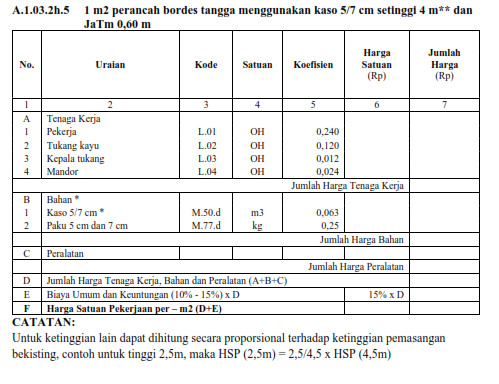 A.1.03.2h.5 1 m2 perancah bordes tangga menggunakan kaso 5/7 cm setinggi 4 m** dan
JaTm 0,60 m
No. Uraian Kode Satuan Koefisien Harga Satuan (Rp) Jumlah Harga (Rp)
1 2 3 4 5 6 7
A Tenaga Kerja
1 Pekerja L.01 OH 0,240
2 Tukang kayu L.02 OH 0,120
3 Kepala tukang L.03 OH 0,012
4 Mandor L.04 OH 0,024
Jumlah Harga Tenaga Kerja
B Bahan *
1 Kaso 5/7 cm * M.50.d m3 0,063
2 Paku 5 cm dan 7 cm M.77.d kg 0,25
Jumlah Harga Bahan
C Peralatan
Jumlah Harga Peralatan
D Jumlah Harga Tenaga Kerja, Bahan dan Peralatan (A+B+C)
E Biaya Umum dan Keuntungan (10% - 15%) x D 15% x D
F Harga Satuan Pekerjaan per – m2 (D+E)
CATATAN:
Untuk ketinggian lain dapat dihitung secara proporsional terhadap ketinggian pemasangan
bekisting, contoh untuk tinggi 2,5m, maka HSP (2,5m) = 2,5/4,5 x HSP (4,5m)